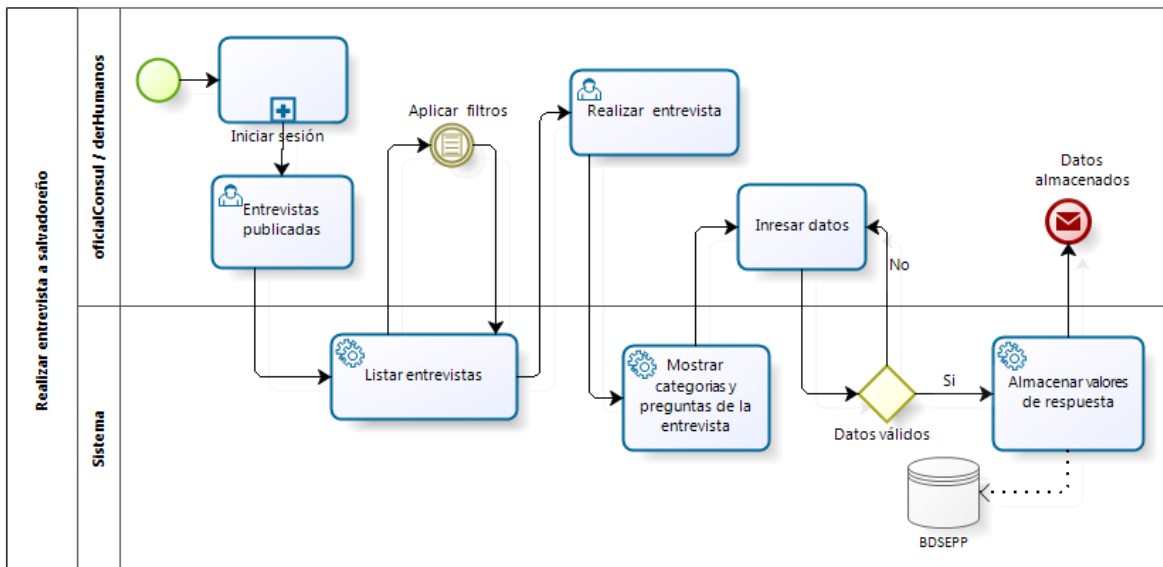 Realizar entrevista a salvadoreño
oficialConsul / derHumanos
Iniciar sesión
Entrevistas
publicadas
Aplicar filtros
Realizar entrevista
Inresar datos
No
Datos
almacenados
Sistema
Listar entrevistas
Mostrar
categorias y
preguntas de la
entrevista
Datos válidos
Si
Almacenar valores
de respuesta
BDSEPP